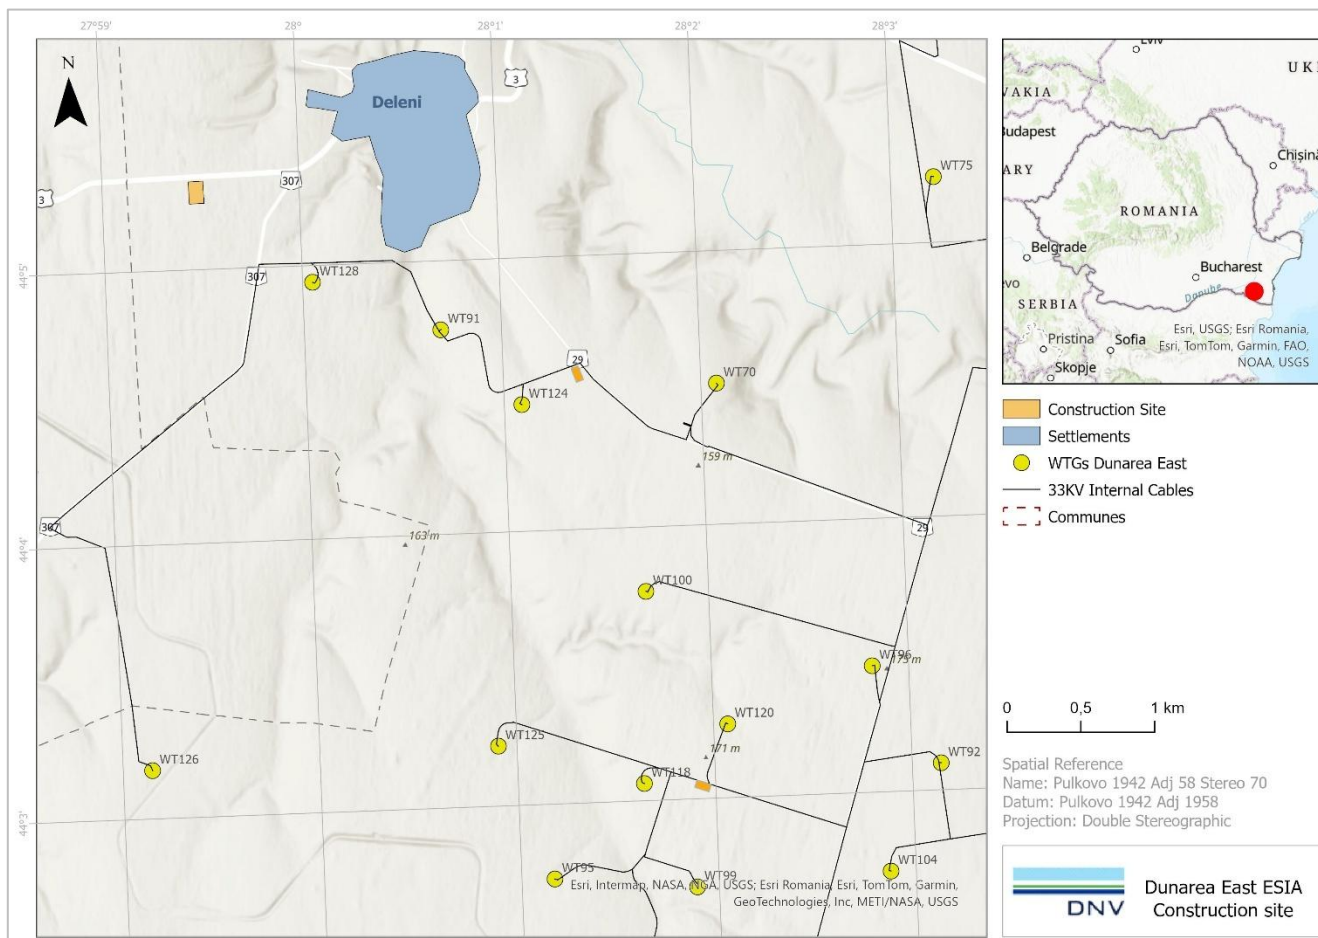 27°59'
28°
28°1'
28°2'
28°3'
N
Deleni
3
307
3
WT75
44°5'
307
WT128
WT91
29
WT70
WT124
159 m
307
163 m
29
44°4'
WT100
WT96
175 m
WT120
WT125
171 m
WT92
WT126
WT118
44°3'
WT95
WT99
WT104
Esri, Intermap, NASA, NGA, USGS; Esri Romania, Esri, TomTom, Garmin,
GeoTechnologies, Inc, METI/NASA, USGS
UKI
VAKIA
Budapest
Chișină
ARY
ROMANIA
Belgrade
Bucharest
Danube
evo
SERBIA
Pristina
Sofia
Skopje
Esri, USGS; Esri Romania,
Esri, TomTom, Garmin, FAO,
NOAA, USGS
Construction Site
Settlements
WTGs Dunarea East
33KV Internal Cables
Communes
0 0,5 1 km
Spatial Reference
Name: Pulkovo 1942 Adj 58 Stereo 70
Datum: Pulkovo 1942 Adj 1958
Projection: Double Stereographic
DNV
Dunarea East ESIA
Construction site